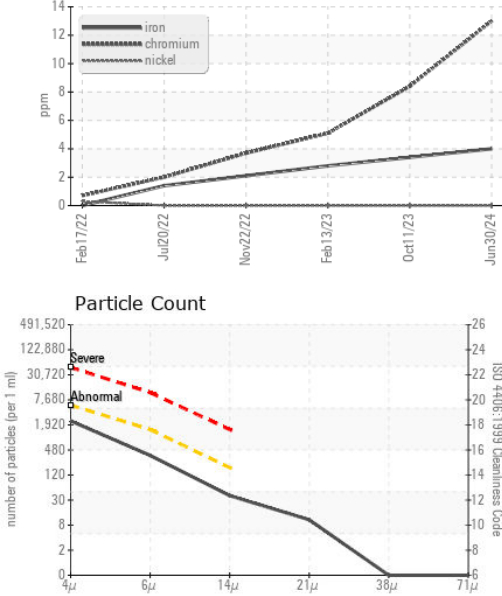 14
12
10
8
6
4
2
0
ppm
iron
chromium
nickel
Feb17/22
Jul20/22
Nov22/22
Feb13/23
Oct11/23
Jun30/24
Particle Count
491,520
122,880
30,720
7,680
1,920
480
120
30
8
2
0
number of particles (per 1 ml)
Severe
Abnormal
26
24
22
20
18
16
14
12
10
8
6
ISO 4406:1999 Cleanliness Code
4µ
6µ
14µ
21µ
38µ
71µ